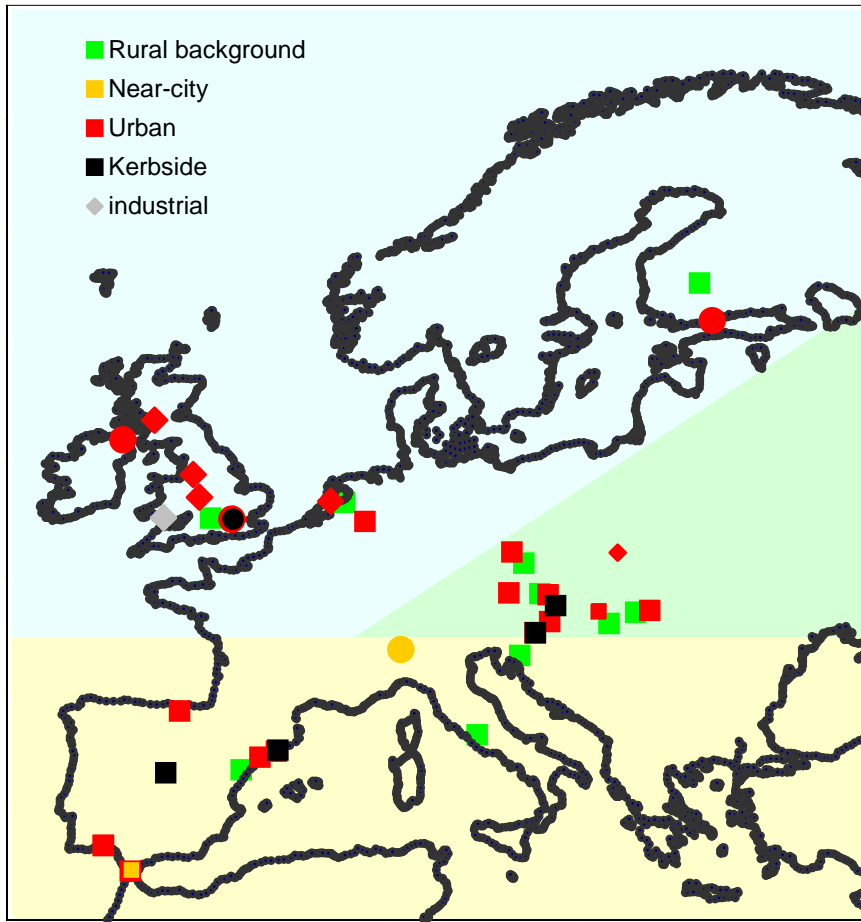 Rural background
Near-city
Urban
Kerbside
industrial